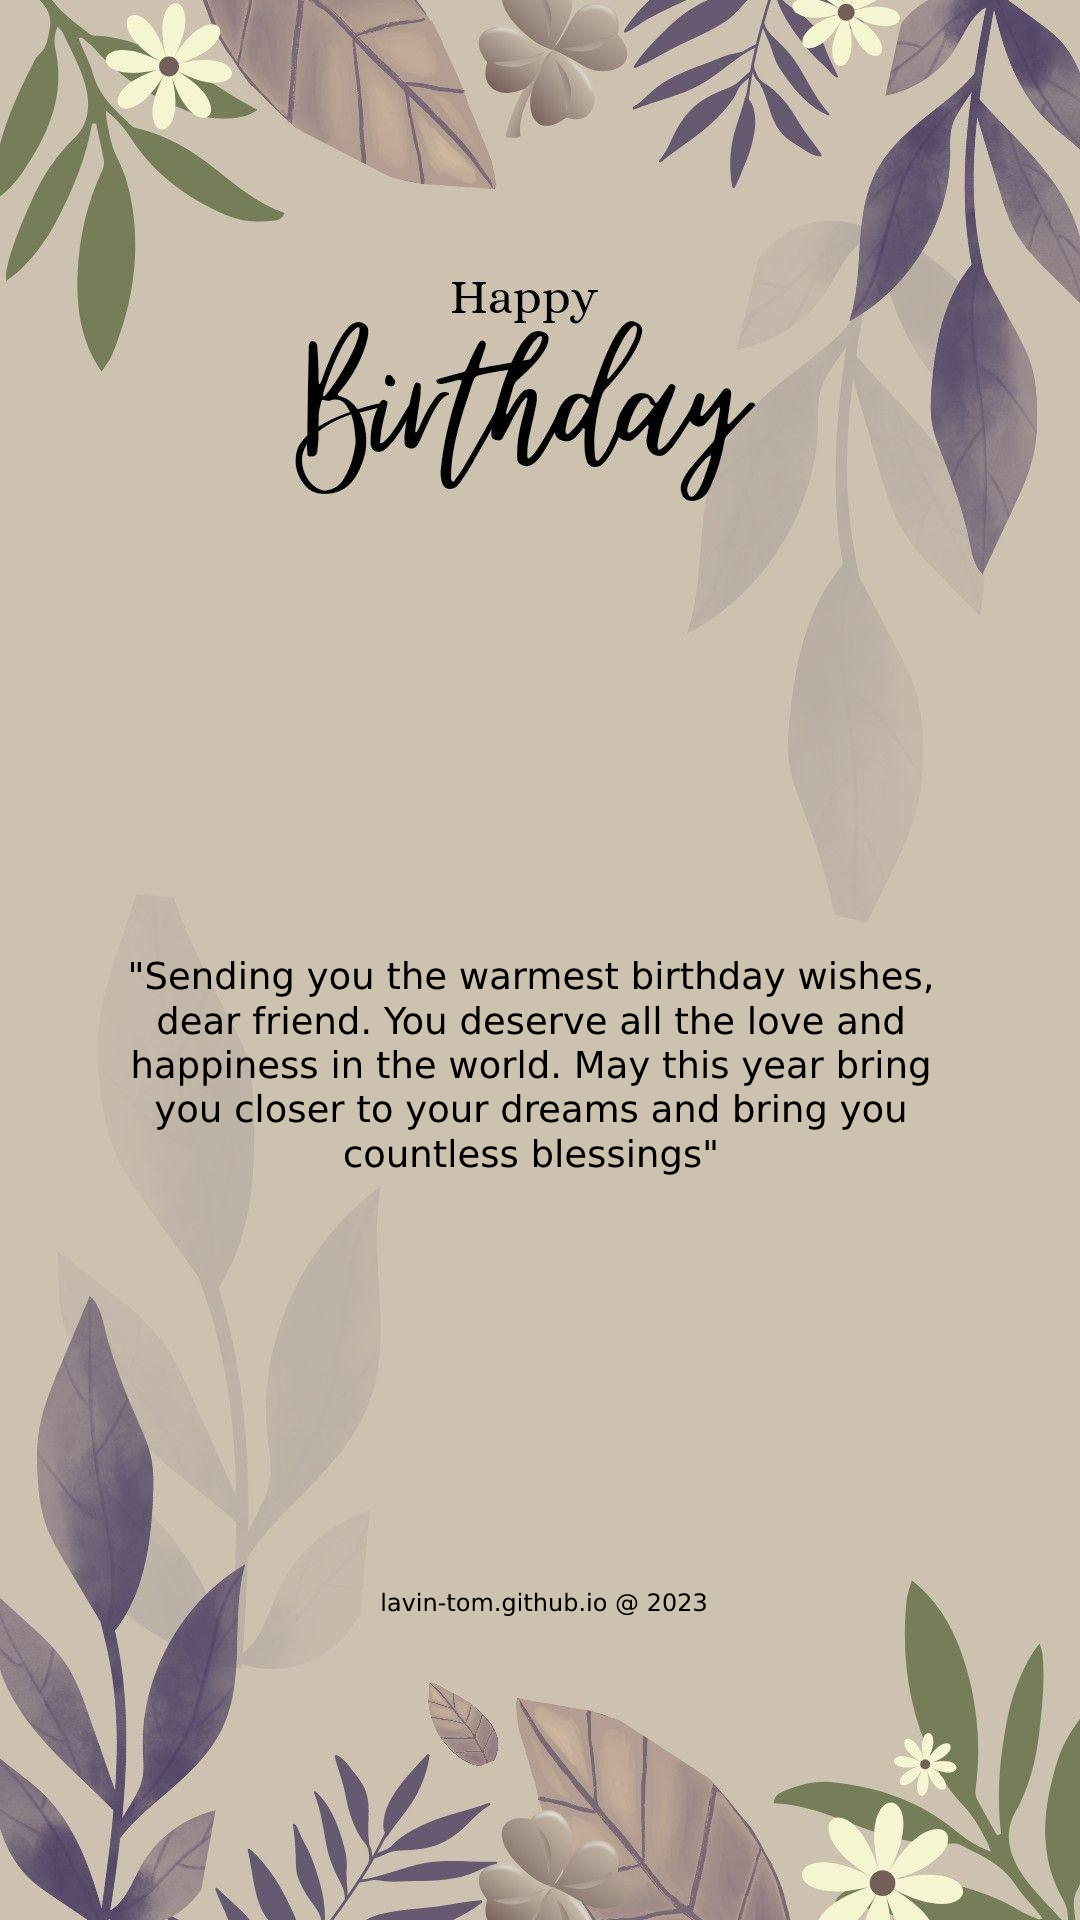 Happy
Birthday
"Sending you the warmest birthday wishes,
dear friend. You deserve all the love and
happiness in the world. May this year bring
you closer to your dreams and bring you
countless blessings"
lavin-tom.github.io @ 2023